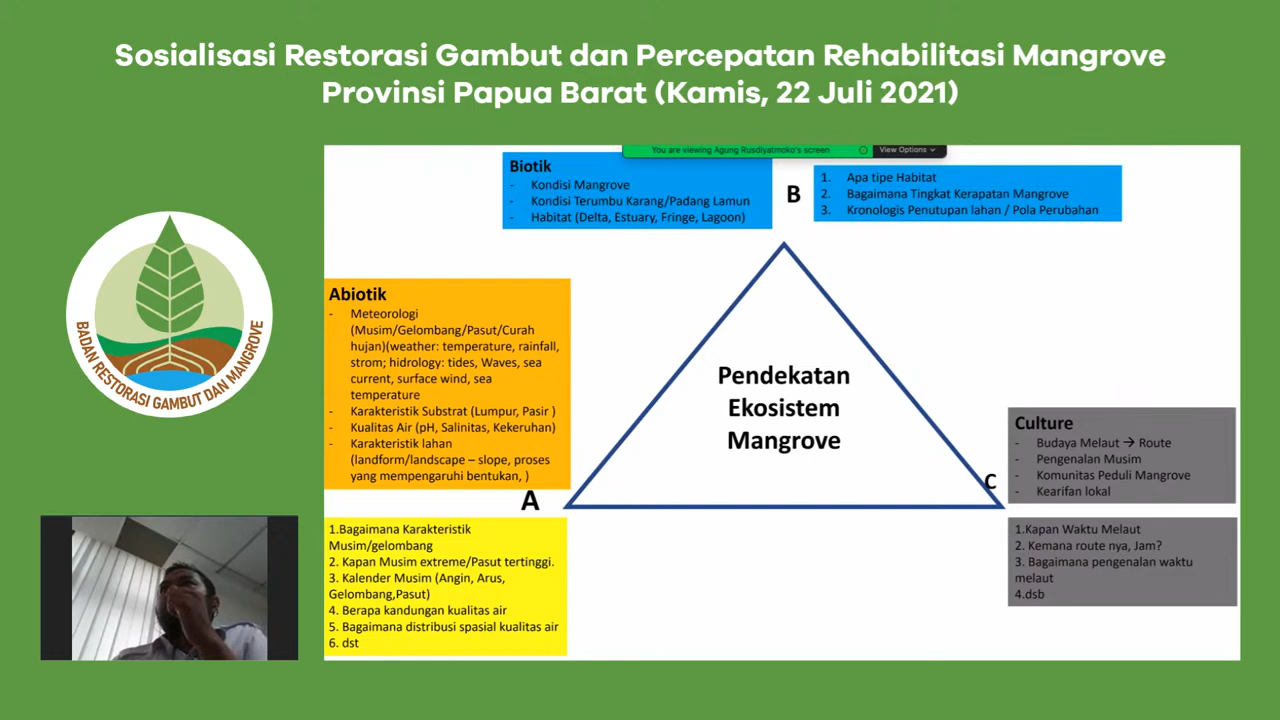 Sosialisasi Restorasi Gambut dan Percepatan Rehabilitasi Mangrove
Provinsi Papua Barat (Kamis, 22 Juli 2021)
You are viewing Agung Rusdiyatmoko's screen
View Options
Biotik
- Kondisi Mangrove
- Kondisi Terumbu Karang/Padang Lamun
- Habitat (Delta, Estuary, Fringe, Lagoon)
B
1. Apa tipe Habitat
2. Bagaimana Tingkat Kerapatan Mangrove
3. Kronologis Penutupan lahan / Pola Perubahan
Abiotik
- Meteorologi
(Musim/Gelombang/Pasut/Curah
hujan)(weather: temperature, rainfall,
strom; hidrology: tides, Waves, sea
current, surface wind, sea
temperature
- Karakteristik Substrat (Lumpur, Pasir )
- Kualitas Air (pH, Salinitas, Kekeruhan)
- Karakteristik lahan
(landform/landscape – slope, proses
yang mempengaruhi bentukan, )
A
1.Bagaimana Karakteristik
Musim/gelombang
2. Kapan Musim extreme/Pasut tertinggi.
3. Kalender Musim (Angin, Arus,
Gelombang,Pasut)
4. Berapa kandungan kualitas air
5. Bagaimana distribusi spasial kualitas air
6. dst
Pendekatan
Ekosistem
Mangrove
C
Culture
- Budaya Melaut → Route
- Pengenalan Musim
- Komunitas Peduli Mangrove
- Kearifan lokal
1.Kapan Waktu Melaut
2. Kemana route nya, Jam?
3. Bagaimana pengenalan waktu
melaut
4.dsb
BADAN RESTORASI GAMBUT DAN MANGROVE